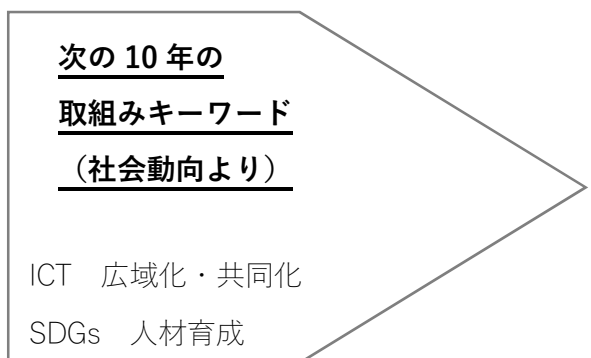 次の 10 年の
取組みキーワード
（社会動向より）
ICT　広域化・共同化
SDGs　人材育成